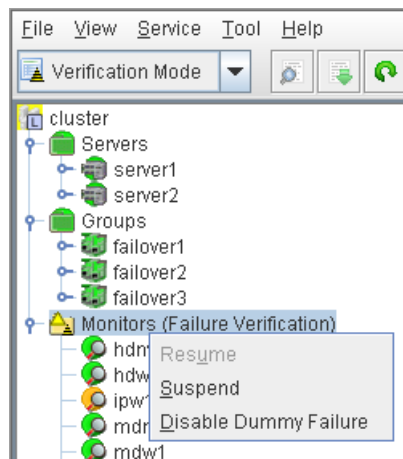 File View Service Tool Help
Verification Mode
L cluster
Servers
server1
server2
Groups
failover1
failover2
failover3
Monitors (Failure Verification)
Resume
Suspend
ipw1
Disable Dummy Failure
mdw1